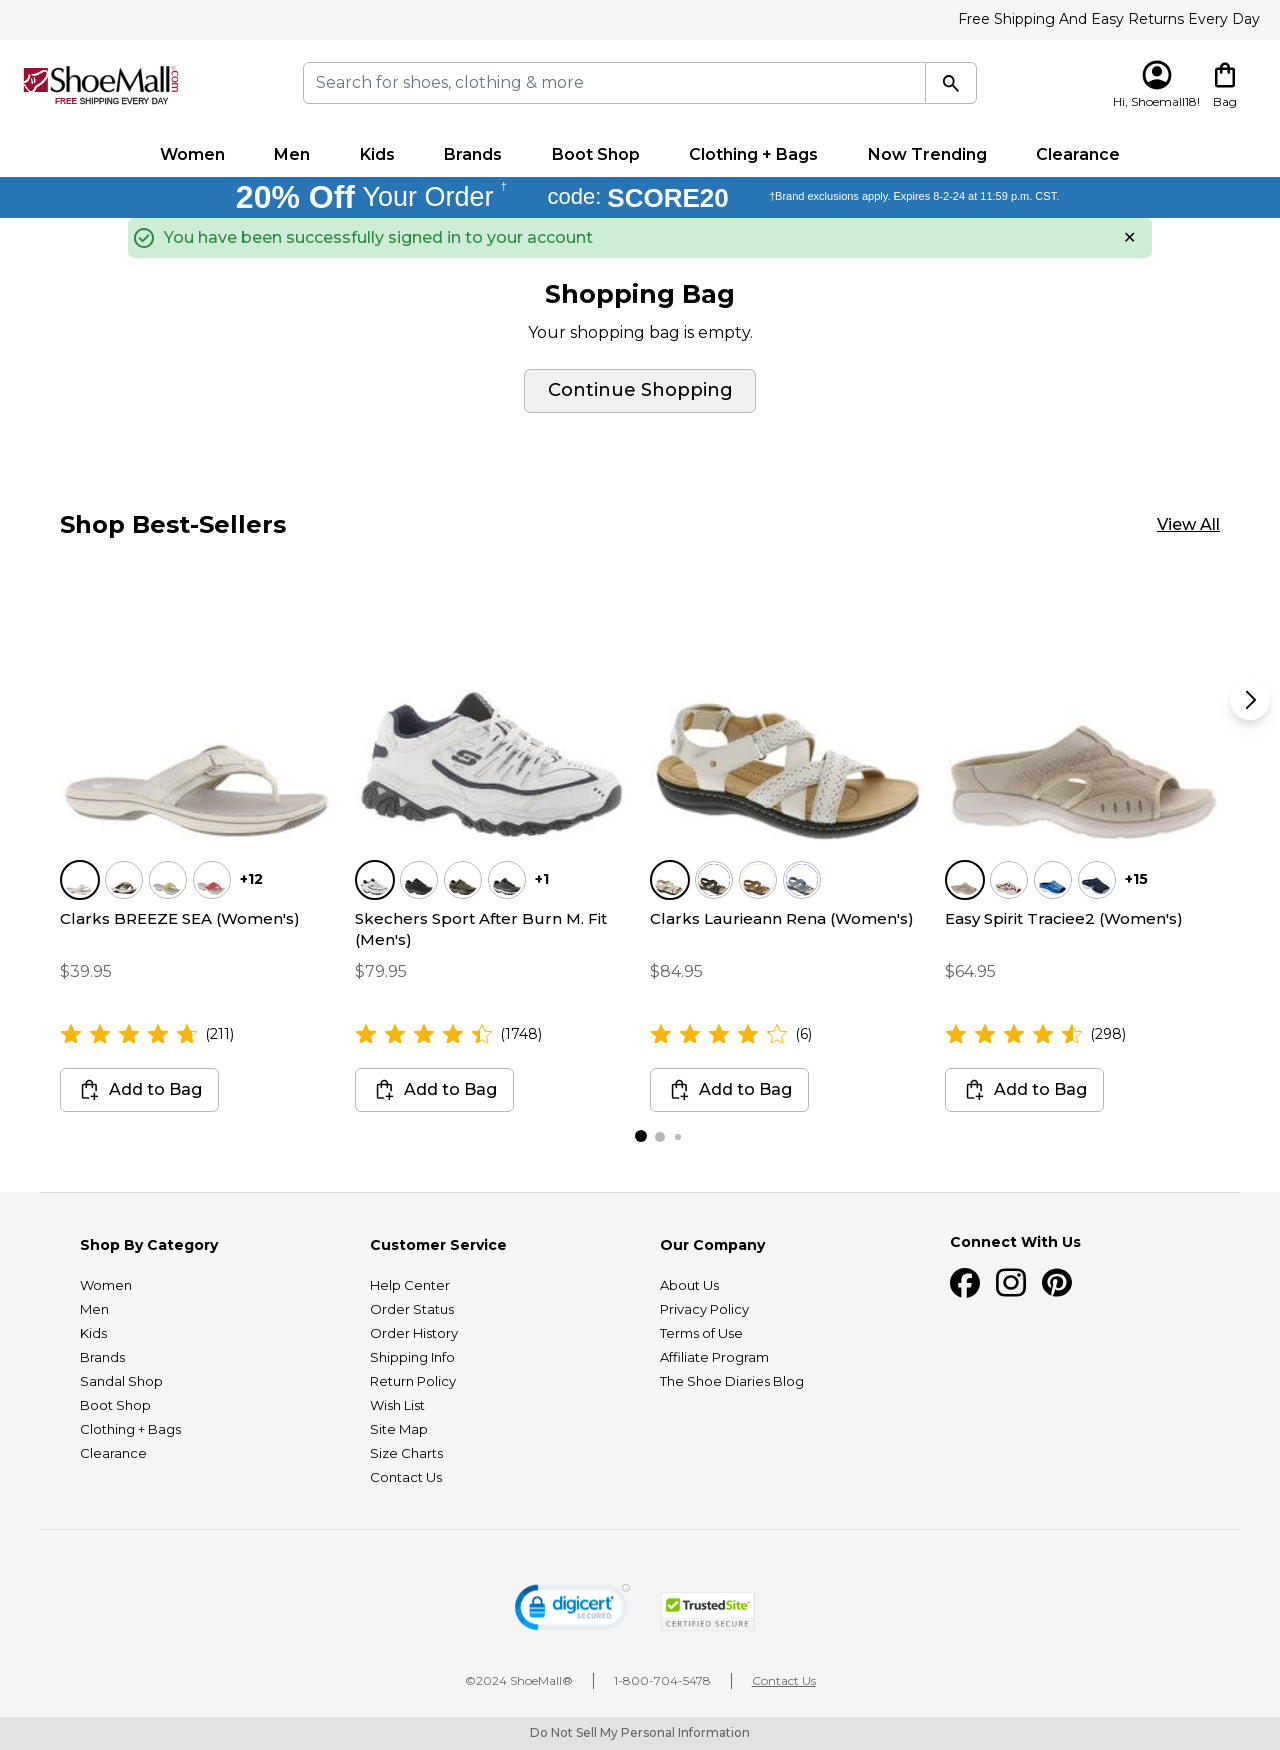 Free Shipping And Easy Returns Every Day
ShoeMall.com®
FREE SHIPPING EVERY DAY
Search for shoes, clothing & more
Hi, Shoemall18!
Bag
Women Men Kids Brands Boot Shop Clothing + Bags Now Trending Clearance
20% Off Your Order † code: SCORE20 †Brand exclusions apply. Expires 8-2-24 at 11:59 p.m. CST.
You have been successfully signed in to your account
Shopping Bag
Your shopping bag is empty.
Continue Shopping
Shop Best-Sellers
View All
+12
Clarks BREEZE SEA (Women's)
$39.95
(211)
Add to Bag
+1
Skechers Sport After Burn M. Fit
(Men's)
$79.95
(1748)
Add to Bag
Clarks Laurieann Rena (Women's)
$84.95
(6)
Add to Bag
+15
Easy Spirit Traciee2 (Women's)
$64.95
(298)
Add to Bag
Shop By Category
Women
Men
Kids
Brands
Sandal Shop
Boot Shop
Clothing + Bags
Clearance
Customer Service
Help Center
Order Status
Order History
Shipping Info
Return Policy
Wish List
Site Map
Size Charts
Contact Us
Our Company
About Us
Privacy Policy
Terms of Use
Affiliate Program
The Shoe Diaries Blog
Connect With Us
digicert
SECURED
TrustedSite
CERTIFIED SECURE
©2024 ShoeMall®
1-800-704-5478
Contact Us
Do Not Sell My Personal Information